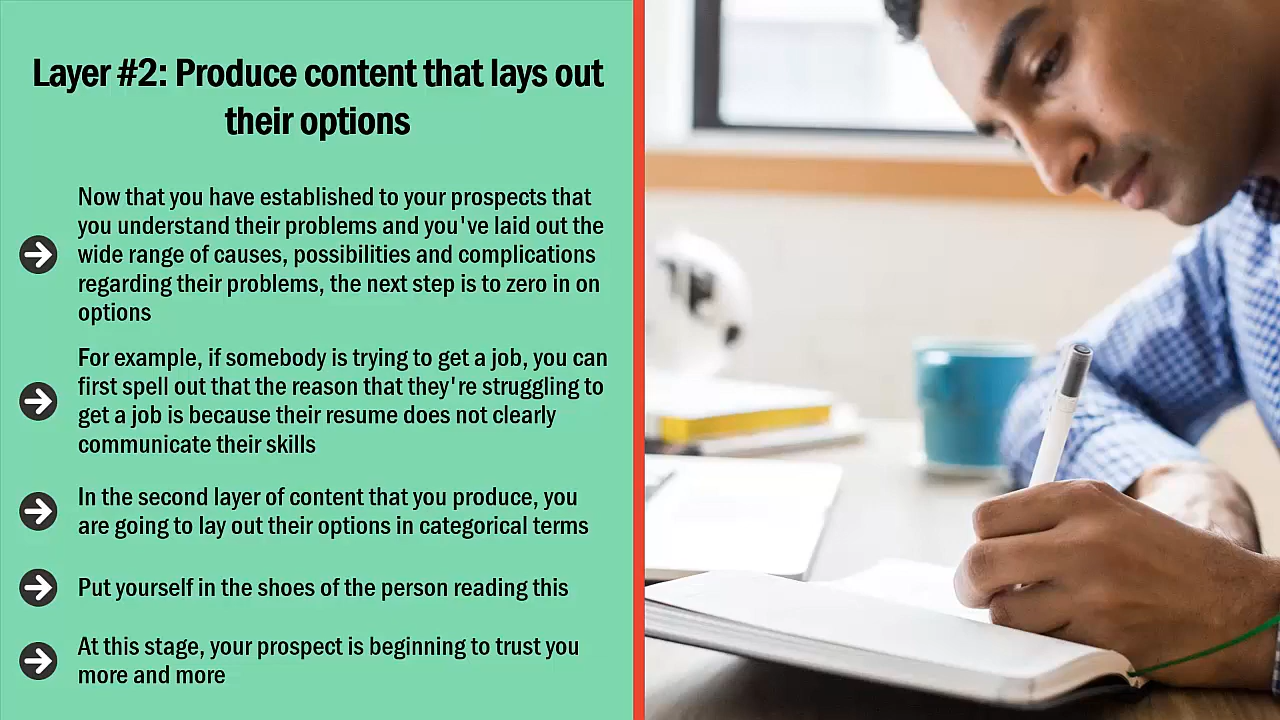 Layer #2: Produce content that lays out
their options
Now that you have established to your prospects that
you understand their problems and you've laid out the
wide range of causes, possibilities and complications
regarding their problems, the next step is to zero in on
options
For example, if somebody is trying to get a job, you can
first spell out that the reason that they're struggling to
get a job is because their resume does not clearly
communicate their skills
In the second layer of content that you produce, you
are going to lay out their options in categorical terms
Put yourself in the shoes of the person reading this
At this stage, your prospect is beginning to trust you
more and more